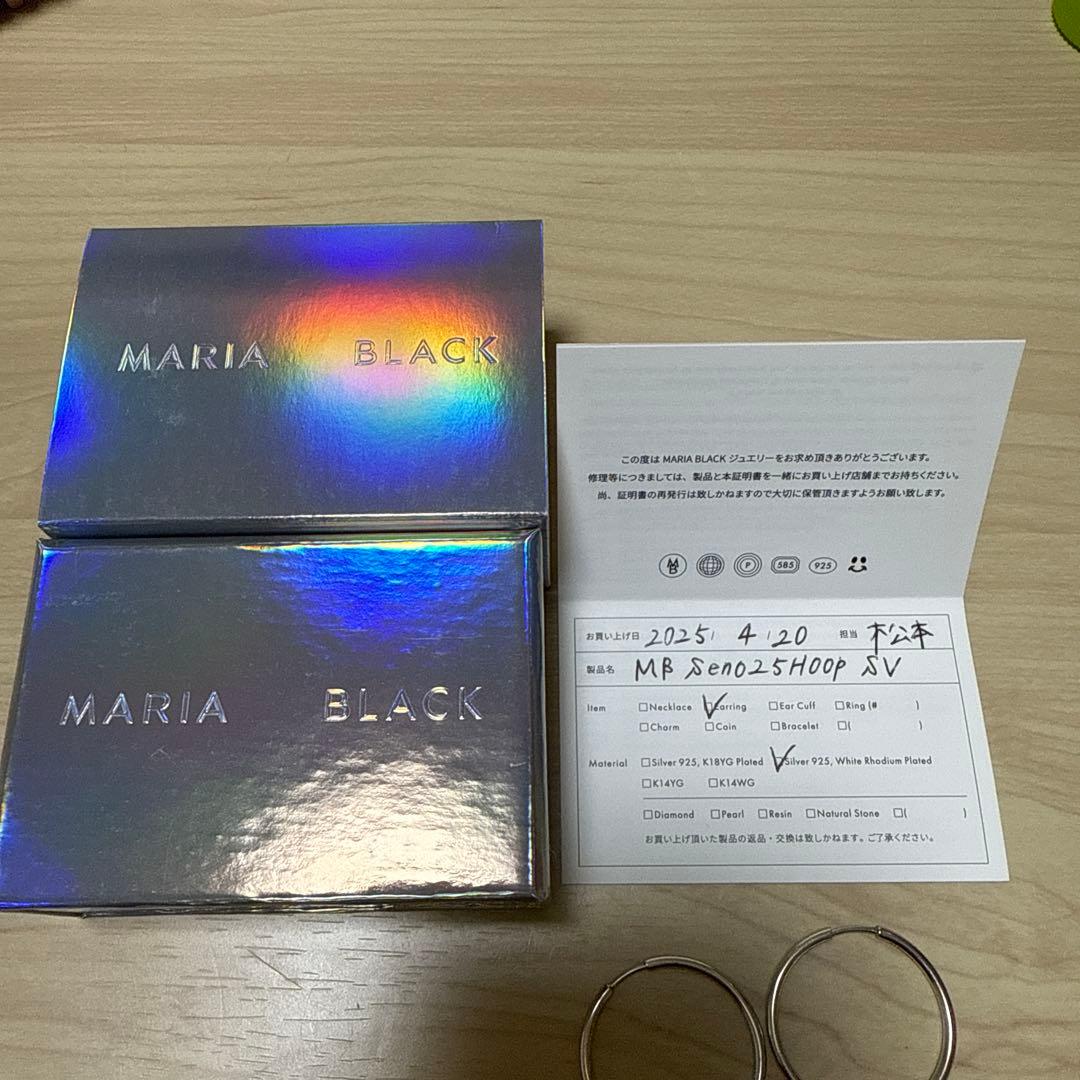 MARIA BLACK
MARIA BLACK
この度は MARIA BLACK ジュエリーをお求め頂きありがとうございます。
修理等につきましては、製品と本証明書を一緒にお買い上げ店舗までお持ちください。
尚、証明書の再発行は致しかねますので大切に保管頂きますようお願い致します。
MB P 585 925
お買い上げ日 2025 / 4 / 20 担当 松本
製品名 MB Seno25Hoop SV
Item □Necklace ☑Earring □Ear Cuff □Ring (# )
□Charm □Coin □Bracelet □( )
Material □Silver 925, K18YG Plated ☑Silver 925, White Rhodium Plated
□K14YG □K14WG
□Diamond □Pearl □Resin □Natural Stone □( )
お買い上げ頂いた製品の返品・交換は致しかねます。ご了承ください。